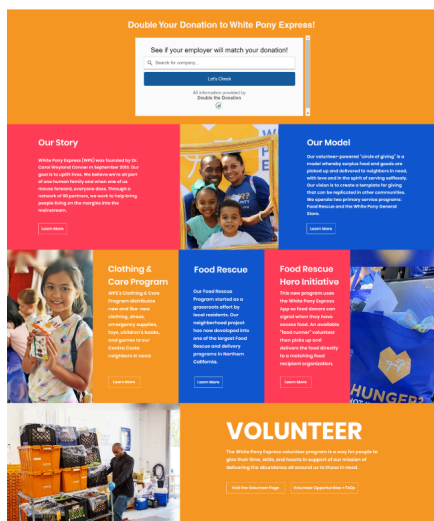 Double Your Donation to White Pony Express!
See if your employer will match your donation!
Search for company...
Let's Check
All information provided by
Double the Donation
Our Story
White Pony Express (WPE) was founded by Dr.
Carol Weyland Conner in September 2013. Our
goal is to uplift lives. We believe we're all part
of one human family and when one of us
moves forward, everyone does. Through a
network of 90 partners, we work to help bring
people living on the margins into the
mainstream.
Learn More
Our Model
Our volunteer-powered "circle of giving" is a
model whereby surplus food and goods are
picked up and delivered to neighbors in need,
with love and in the spirit of serving selflessly.
Our vision is to create a template for giving
that can be replicated in other communities.
We operate two primary service programs:
Food Rescue and the White Pony General
Store.
Learn More
Clothing &
Care Program
WPE's Clothing & Care
Program distributes
new and like-new
clothing, shoes,
emergency supplies,
toys, children's books,
and games to our
Contra Costa
neighbors in need.
Learn More
Food Rescue
Our Food Rescue
Program started as a
grassroots effort by
local residents. Our
neighborhood project
has now developed into
one of the largest Food
Rescue and delivery
programs in Northern
California.
Learn More
Food Rescue
Hero Initiative
This new program uses
the White Pony Express
App so food donors can
signal when they have
excess food. An available
"food runner" volunteer
then picks up and
delivers the food directly
to a matching food
recipient organization.
Learn More
HUNGER?
VOLUNTEER
The White Pony Express volunteer program is a way for people to
give their time, skills, and hearts in support of our mission of
delivering the abundance all around us to those in need.
Visit the Volunteer Page
Volunteer Opportunities + FAQs